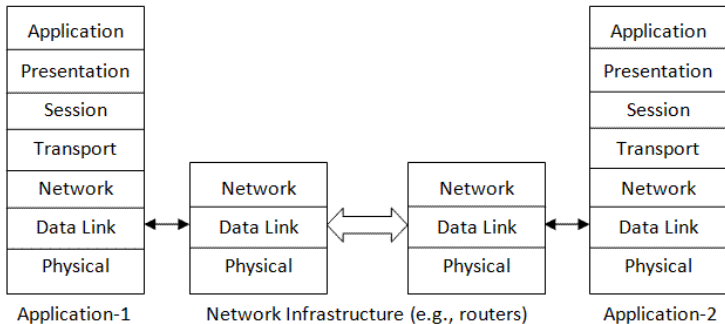 Application
Presentation
Session
Transport
Network
Data Link
Physical
Application-1
Network
Data Link
Physical
Network
Data Link
Physical
Network Infrastructure (e.g., routers)
Application
Presentation
Session
Transport
Network
Data Link
Physical
Application-2